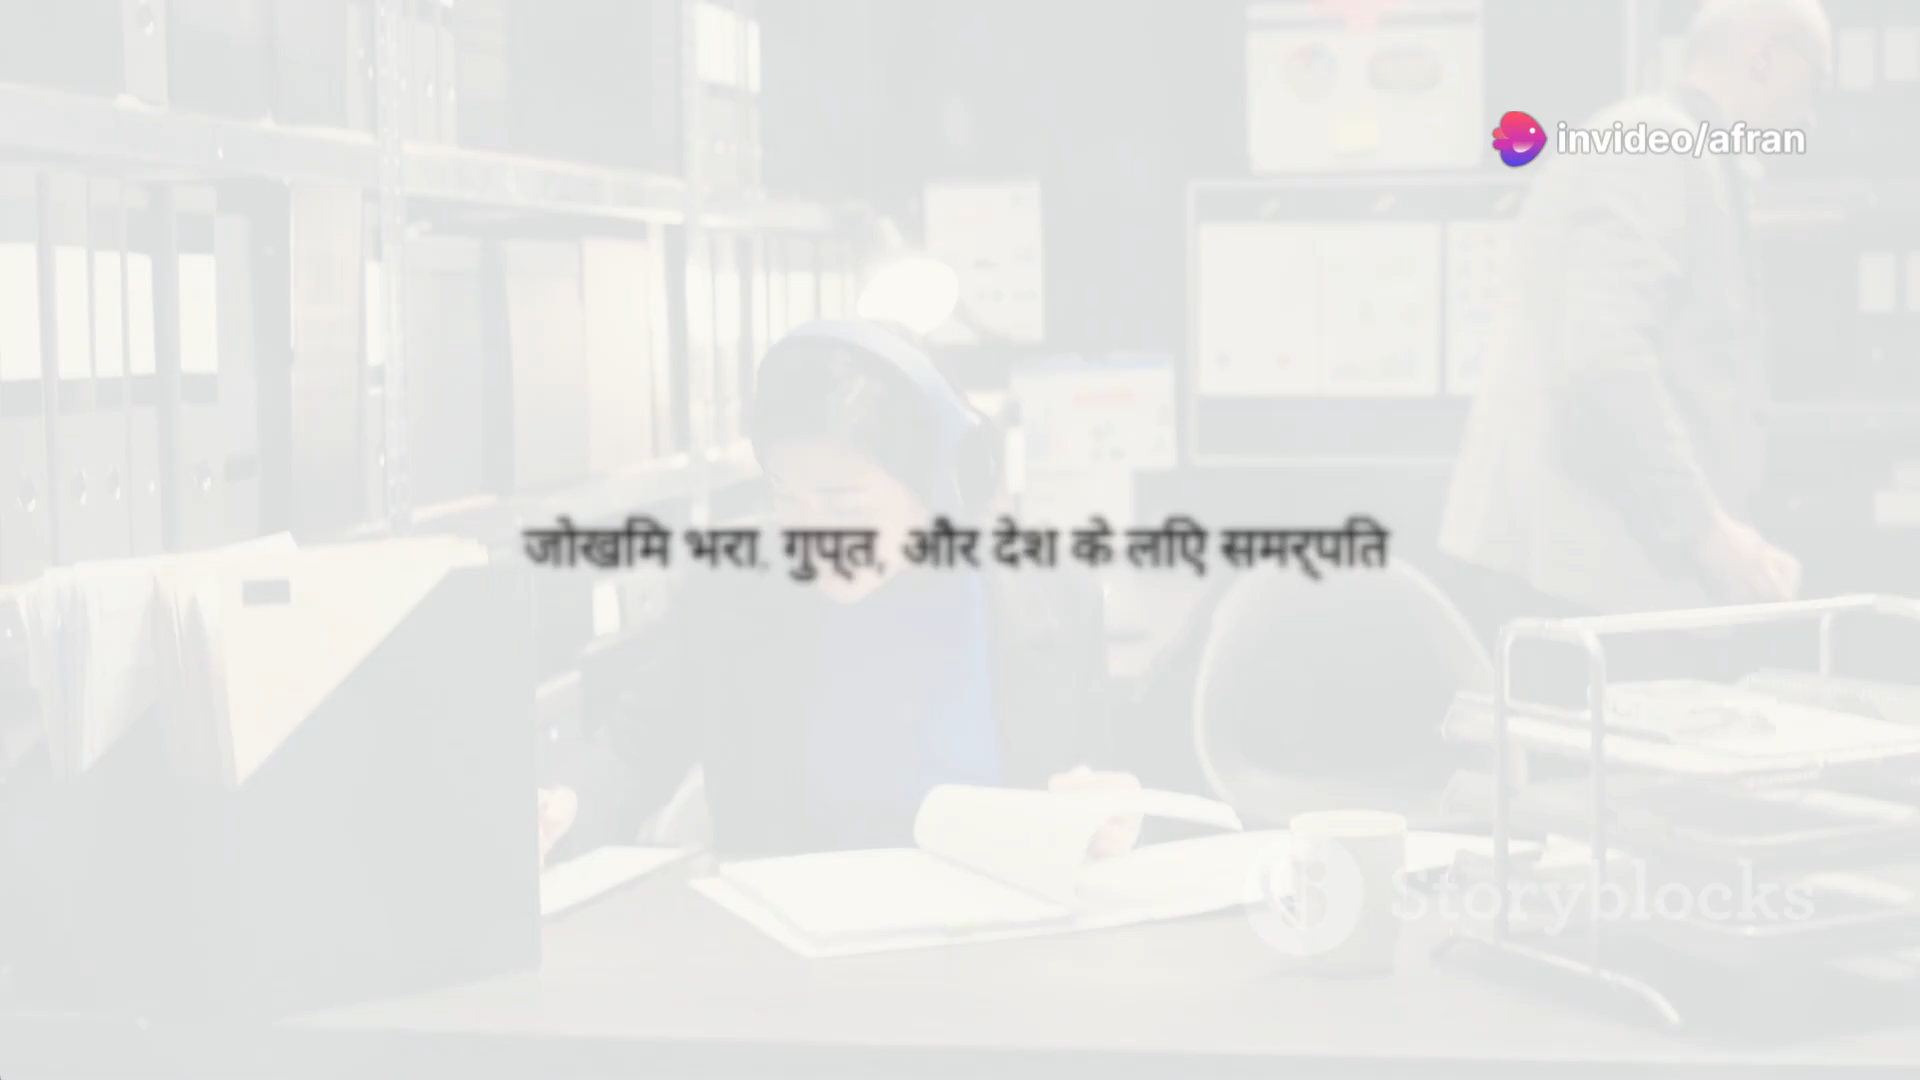 invideo/afran
जोखमि भरा, गुप्त, और देश के लिए समर्पति
Storyblocks